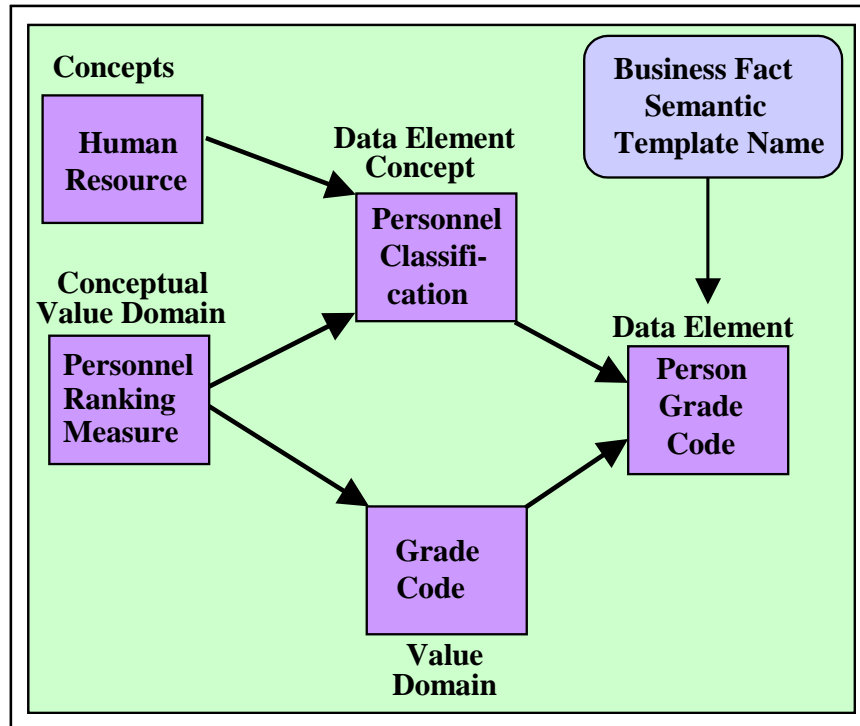 Concepts
Human
Resource
Data Element
Concept
Personnel
Classifi-
cation
Business Fact
Semantic
Template Name
Conceptual
Value Domain
Personnel
Ranking
Measure
Data Element
Person
Grade
Code
Grade
Code
Value
Domain